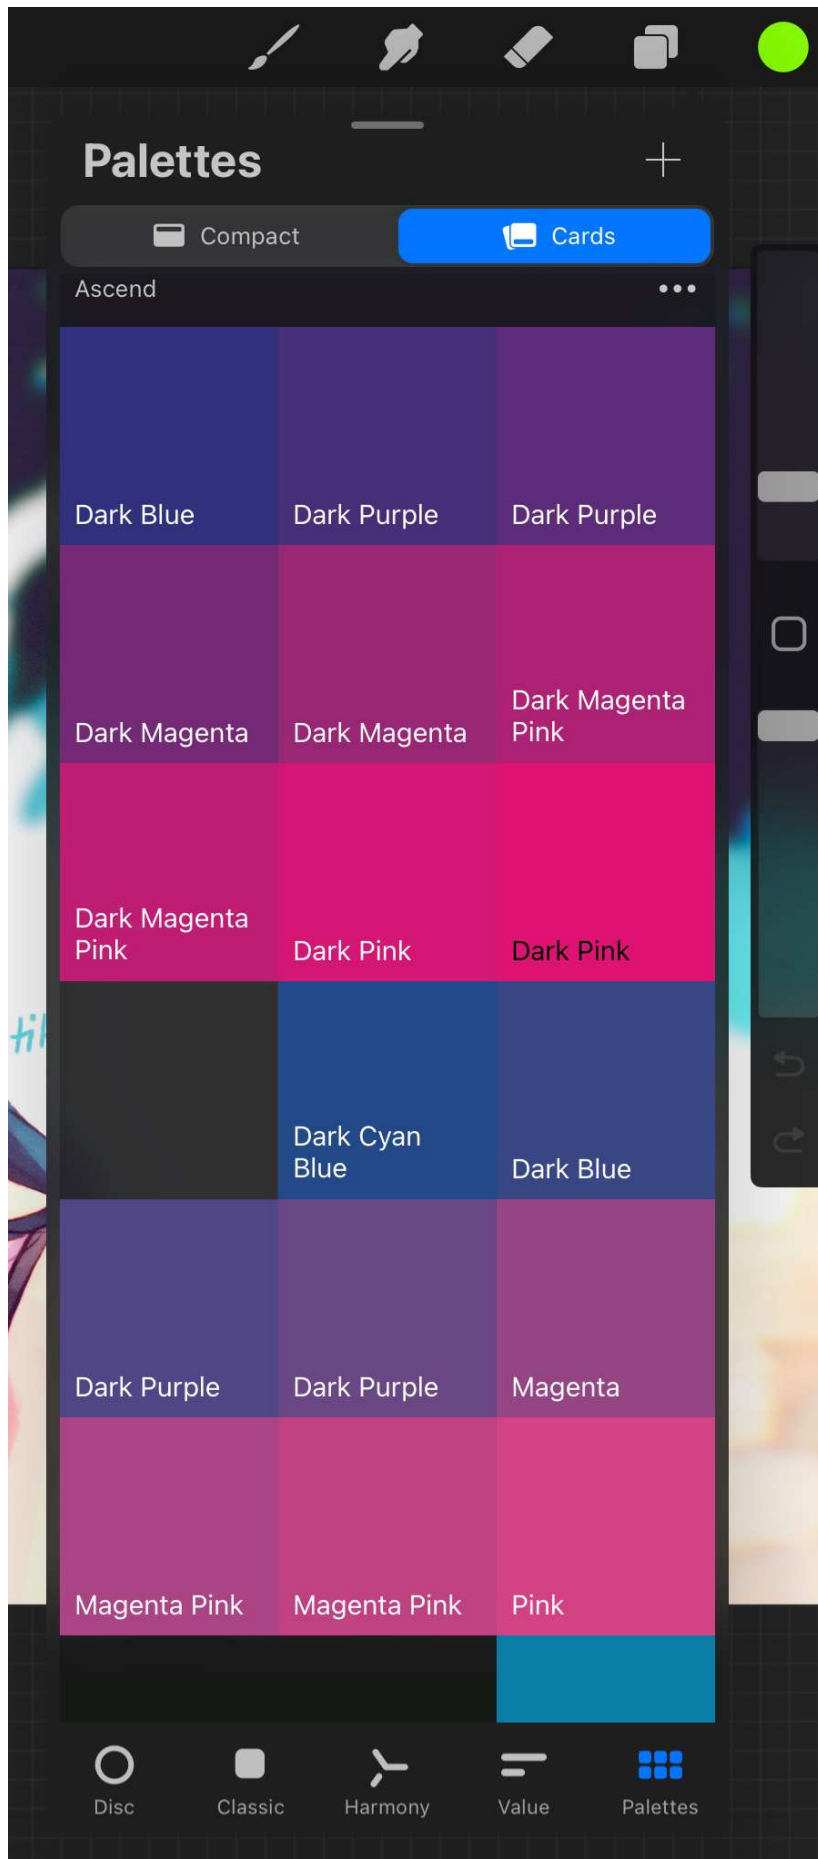 Palettes
Compact
Cards
Ascend
Dark Blue
Dark Purple
Dark Purple
Dark Magenta
Dark Magenta
Dark Magenta
Pink
Dark Magenta
Pink
Dark Pink
Dark Pink
Dark Cyan
Blue
Dark Blue
Dark Purple
Dark Purple
Magenta
Magenta Pink
Magenta Pink
Pink
Disc
Classic
Harmony
Value
Palettes